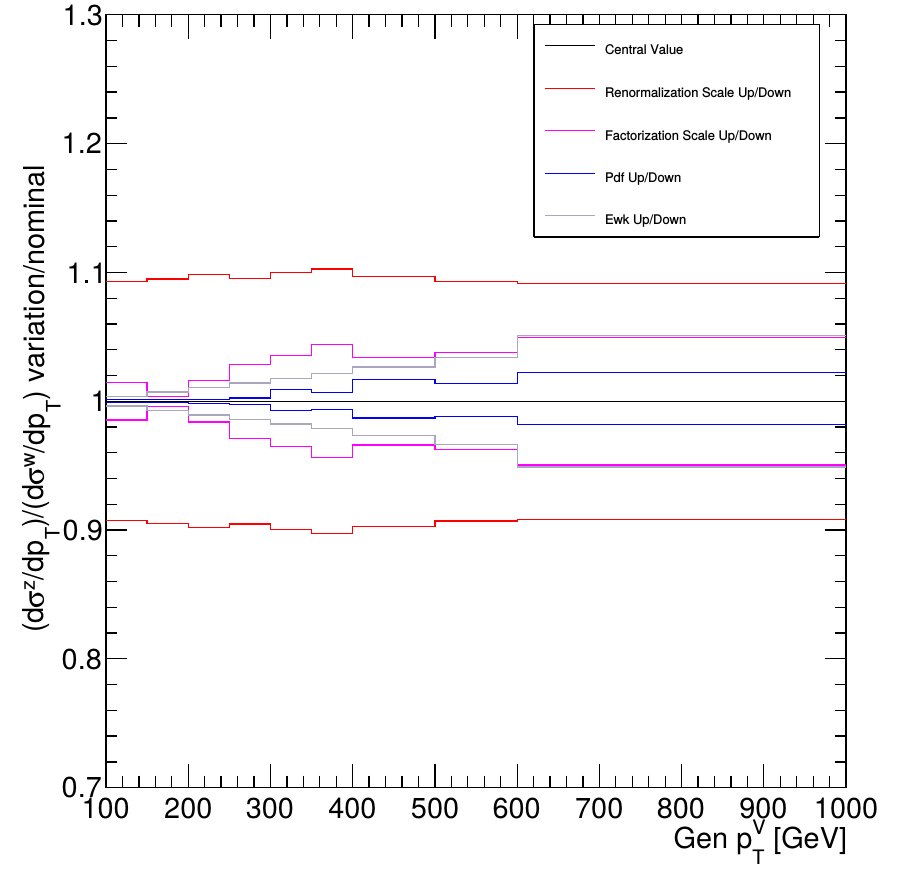 1.3
1.2
1.1
1
0.9
0.8
0.7
(dσ^z/dp_T)/(dσ^w/dp_T) variation/nominal
Central Value
Renormalization Scale Up/Down
Factorization Scale Up/Down
Pdf Up/Down
Ewk Up/Down
100 200 300 400 500 600 700 800 900 1000
Gen p_T^V [GeV]